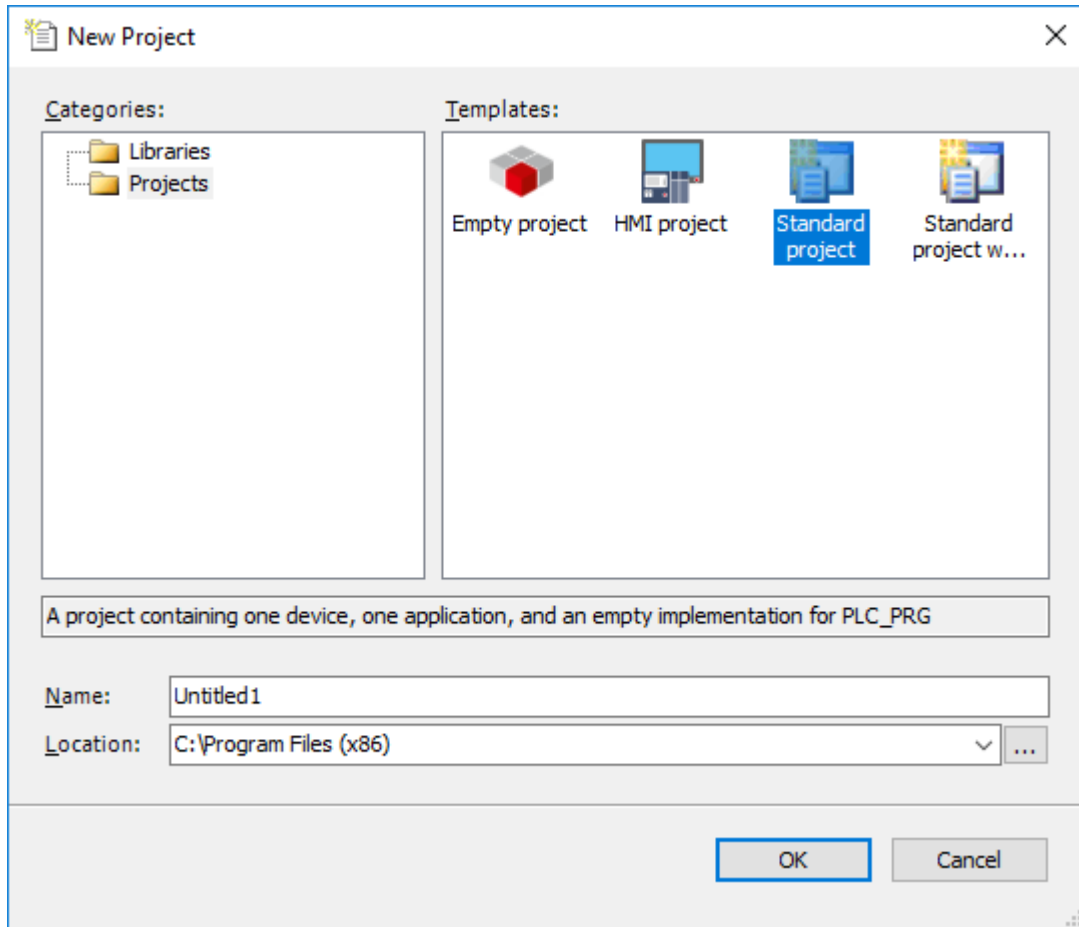 New Project
Categories:
Templates:
Libraries
Projects
Empty project
HMI project
Standard
project
Standard
project w...
A project containing one device, one application, and an empty implementation for PLC_PRG
Name:
Untitled1
Location:
C:\Program Files (x86)
...
OK
Cancel